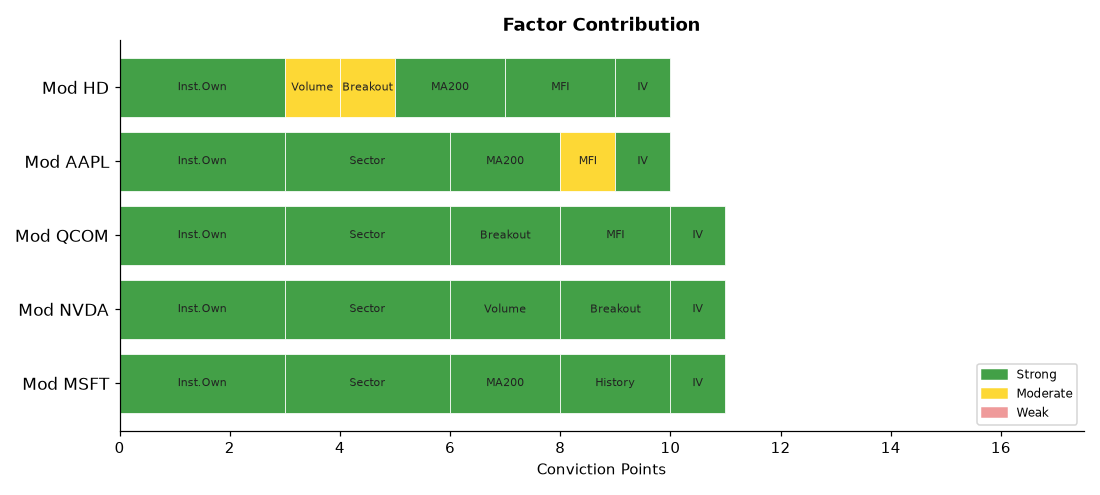 Factor Contribution
Mod HD Inst.Own Volume Breakout MA200 MFI IV
Mod AAPL Inst.Own Sector MA200 MFI IV
Mod QCOM Inst.Own Sector Breakout MFI IV
Mod NVDA Inst.Own Sector Volume Breakout IV
Mod MSFT Inst.Own Sector MA200 History IV
Strong
Moderate
Weak
0 2 4 6 8 10 12 14 16
Conviction Points